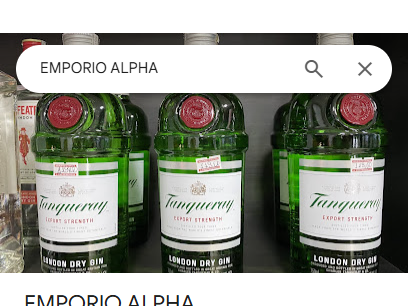 EMPORIO ALPHA
FEAT
Tanqueray
EXPORT STRENGTH
LONDON DRY GIN
Tanqueray
EXPORT STRENGTH
LONDON DRY GIN
Tanqueray
EXPORT STRENGTH
LONDON DRY GIN
EMPORIO ALPHA